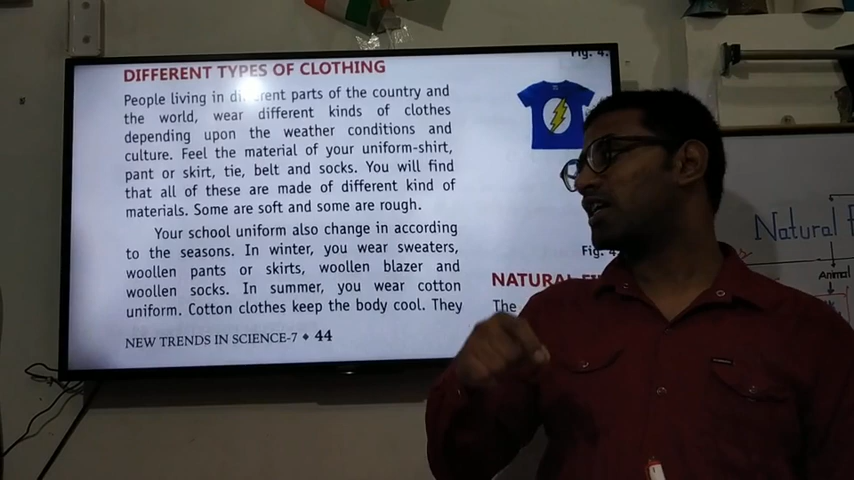 DIFFERENT TYPES OF CLOTHING
People living in different parts of the country and
the world, wear different kinds of clothes
depending upon the weather conditions and
culture. Feel the material of your uniform-shirt,
pant or skirt, tie, belt and socks. You will find
that all of these are made of different kind of
materials. Some are soft and some are rough.
Your school uniform also change in according
to the seasons. In winter, you wear sweaters,
woollen pants or skirts, woollen blazer and
woollen socks. In summer, you wear cotton
uniform. Cotton clothes keep the body cool. They
NEW TRENDS IN SCIENCE-7 ◆ 44
Fig. 4.
Fig. 4
NATURAL
The
Natural
Animal